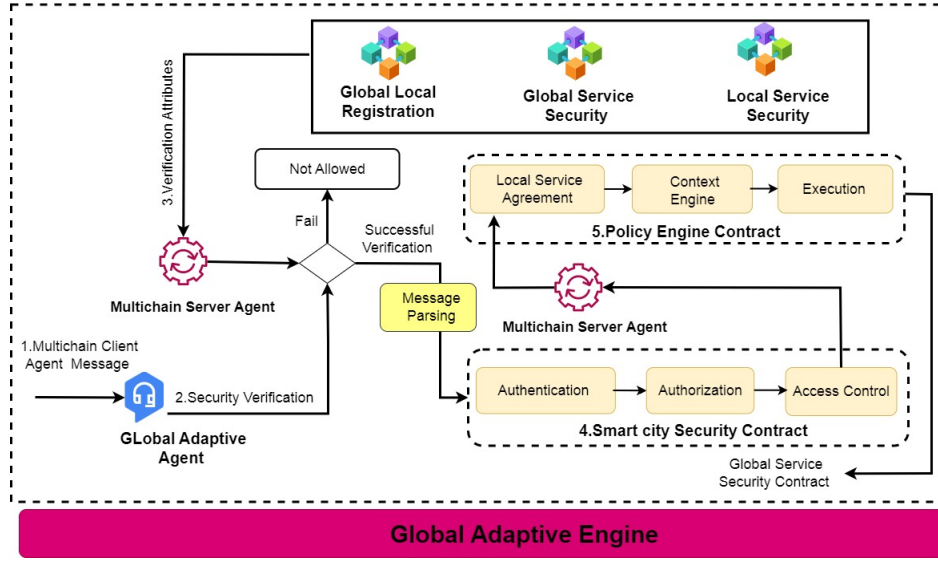 Global Local
Registration
Global Service
Security
Local Service
Security
3.Verification Attributes
Not Allowed
Fail
Successful
Verification
Multichain Server Agent
Message
Parsing
Local Service
Agreement
Context
Engine
Execution
5.Policy Engine Contract
Multichain Server Agent
1.Multichain Client
Agent Message
2.Security Verification
GLobal Adaptive
Agent
Authentication
Authorization
Access Control
4.Smart city Security Contract
Global Service
Security Contract
Global Adaptive Engine